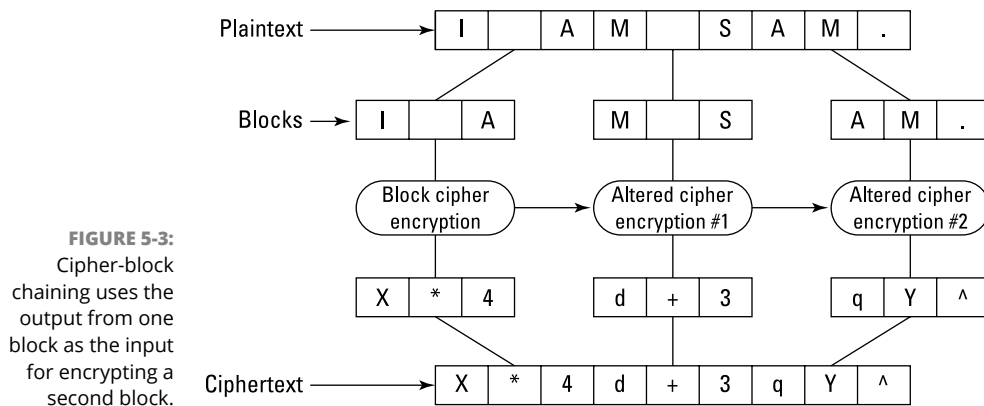 Plaintext
I A M S A M .
Blocks
I A
M S
A M .
Block cipher
encryption
Altered cipher
encryption #1
Altered cipher
encryption #2
X * 4
d + 3
q Y ^
Ciphertext
X * 4 d + 3 q Y ^
FIGURE 5-3:
Cipher-block
chaining uses the
output from one
block as the input
for encrypting a
second block.